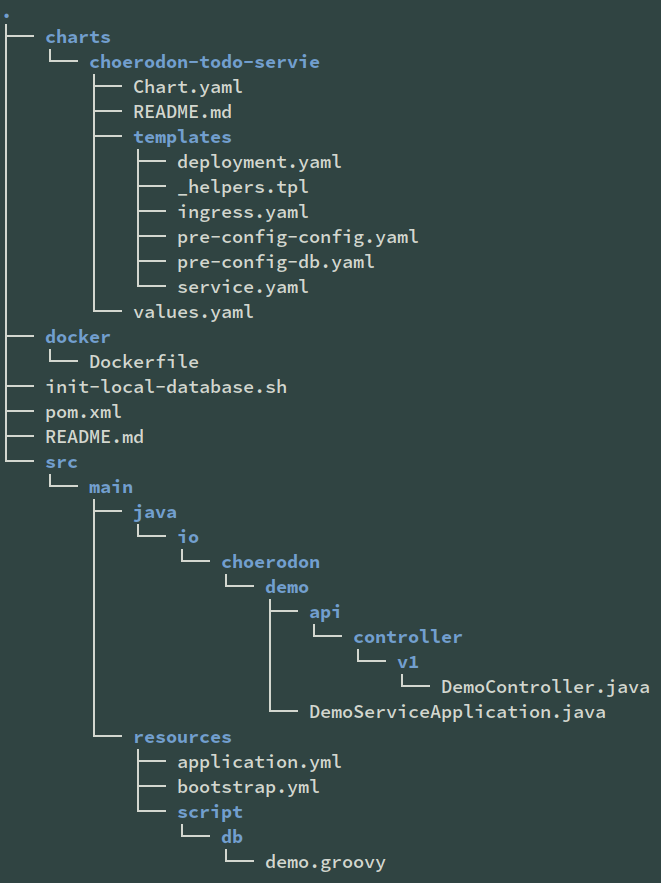 .
charts
choerodon-todo-servie
Chart.yaml
README.md
templates
deployment.yaml
_helpers.tpl
ingress.yaml
pre-config-config.yaml
pre-config-db.yaml
service.yaml
values.yaml
docker
Dockerfile
init-local-database.sh
pom.xml
README.md
src
main
java
io
choerodon
demo
api
controller
v1
DemoController.java
DemoServiceApplication.java
resources
application.yml
bootstrap.yml
script
db
demo.groovy